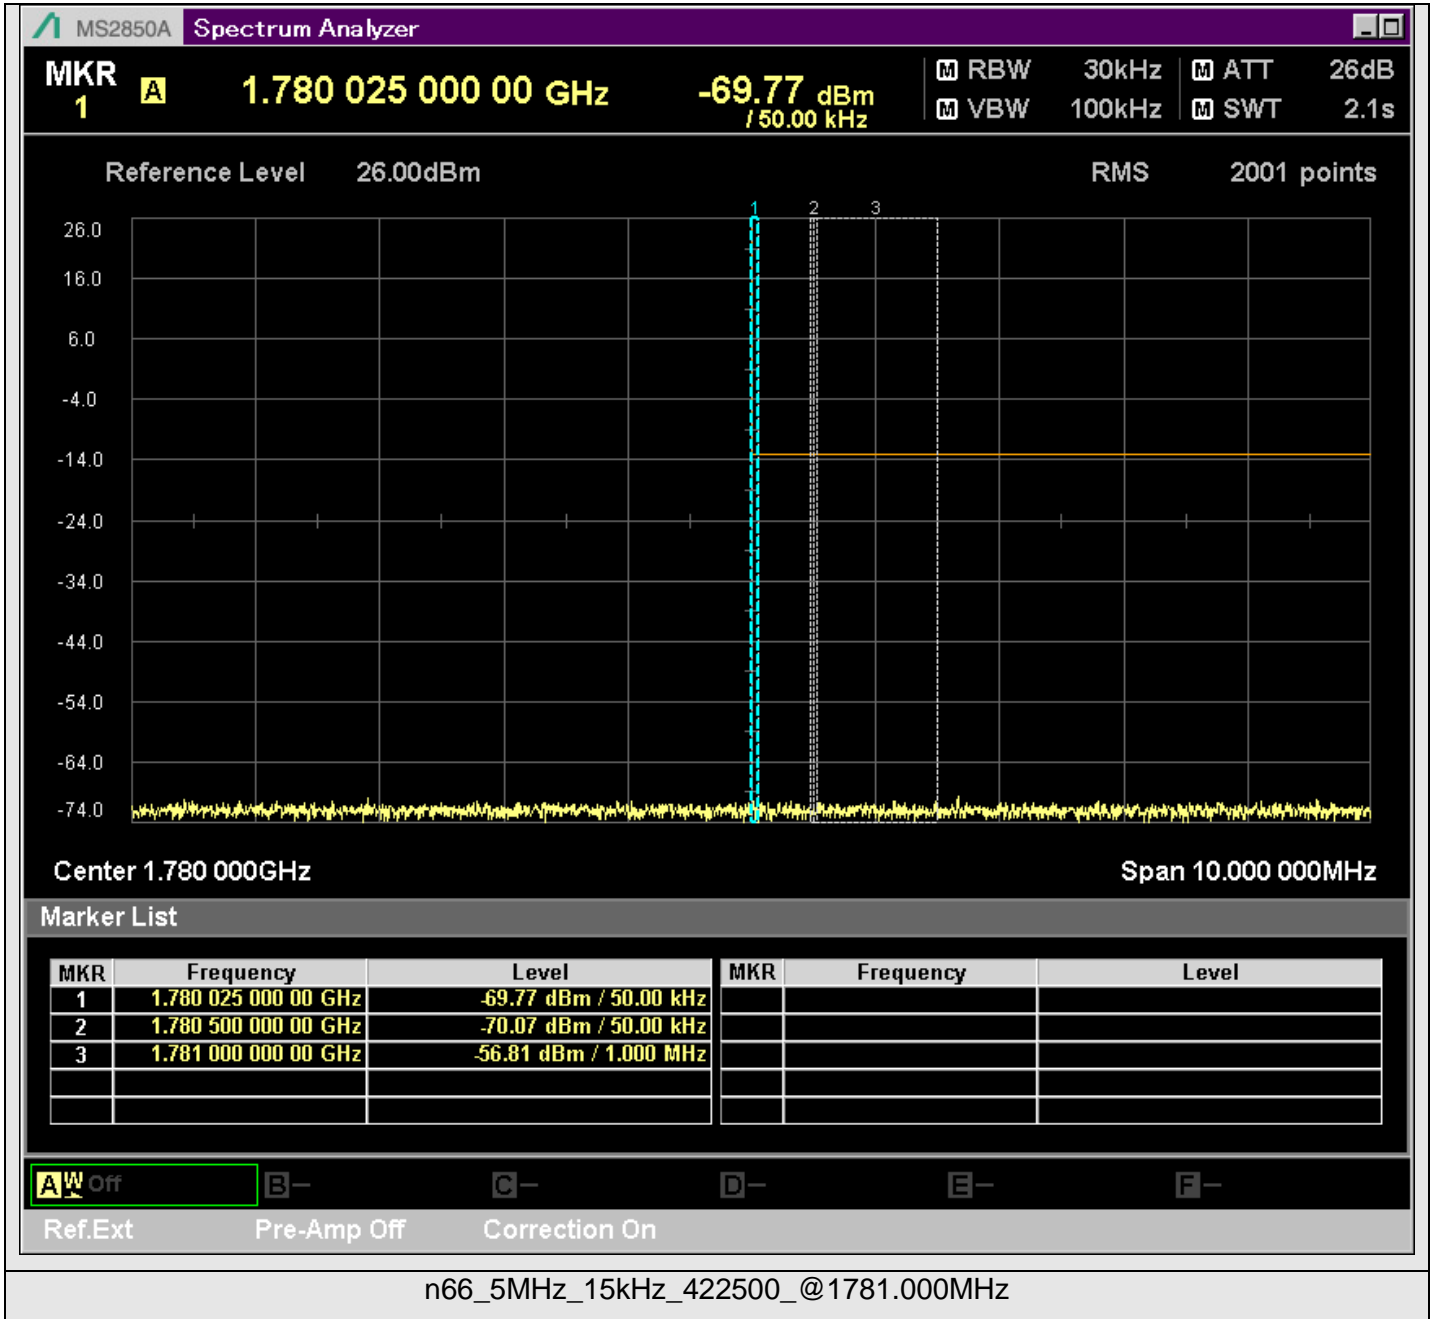 MS2850A Spectrum Analyzer
MKR 1 A 1.780 025 000 00 GHz -69.77 dBm / 50.00 kHz
M RBW 30kHz M ATT 26dB
M VBW 100kHz M SWT 2.1s
Reference Level 26.00dBm RMS 2001 points
1 2 3
26.0
16.0
6.0
-4.0
-14.0
-24.0
-34.0
-44.0
-54.0
-64.0
-74.0
Center 1.780 000GHz Span 10.000 000MHz
Marker List
MKR Frequency Level MKR Frequency Level
1 1.780 025 000 00 GHz -69.77 dBm / 50.00 kHz
2 1.780 500 000 00 GHz -70.07 dBm / 50.00 kHz
3 1.781 000 000 00 GHz -56.81 dBm / 1.000 MHz
A W Off B — C — D — E — F —
Ref.Ext Pre-Amp Off Correction On
n66_5MHz_15kHz_422500_@1781.000MHz